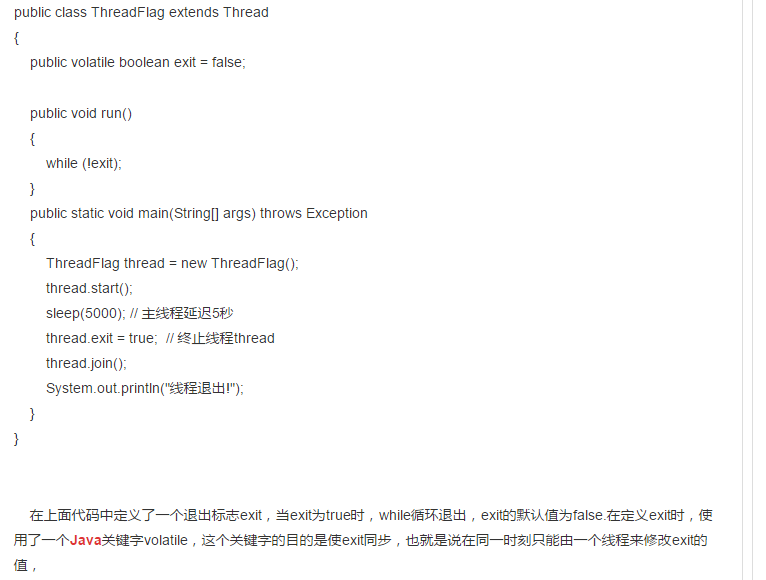 public class ThreadFlag extends Thread
{
public volatile boolean exit = false;
public void run()
{
while (!exit);
}
public static void main(String[] args) throws Exception
{
ThreadFlag thread = new ThreadFlag();
thread.start();
sleep(5000); // 主线程延迟5秒
thread.exit = true;  // 终止线程thread
thread.join();
System.out.println("线程退出!");
}
}
在上面代码中定义了一个退出标志exit，当exit为true时，while循环退出，exit的默认值为false.在定义exit时，使
用了一个Java关键字volatile，这个关键字的目的是使exit同步，也就是说在同一时刻只能由一个线程来修改exit的
值，